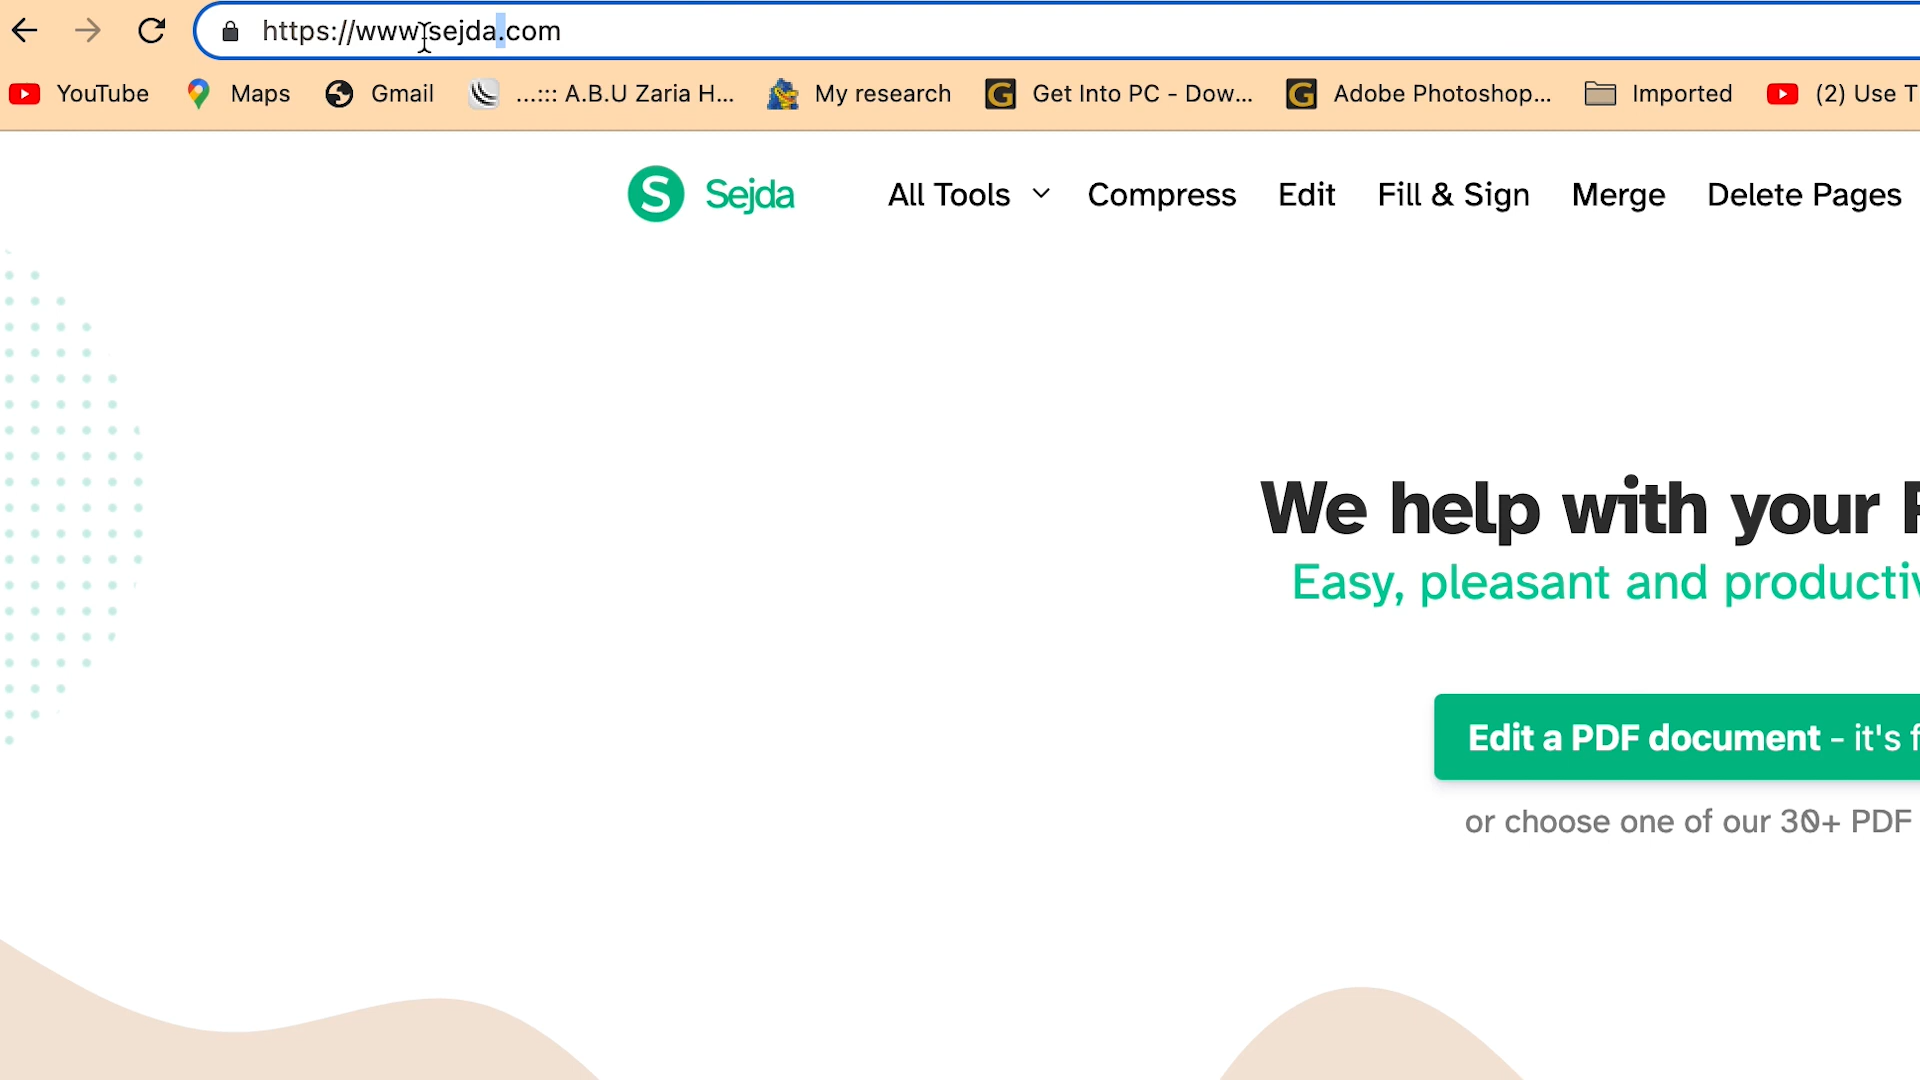 https://www.sejda.com
YouTube Maps Gmail ...::: A.B.U Zaria H... My research Get Into PC - Dow... Adobe Photoshop... Imported (2) Use T
S Sejda All Tools Compress Edit Fill & Sign Merge Delete Pages
We help with your P
Easy, pleasant and productiv
Edit a PDF document - it's f
or choose one of our 30+ PDF